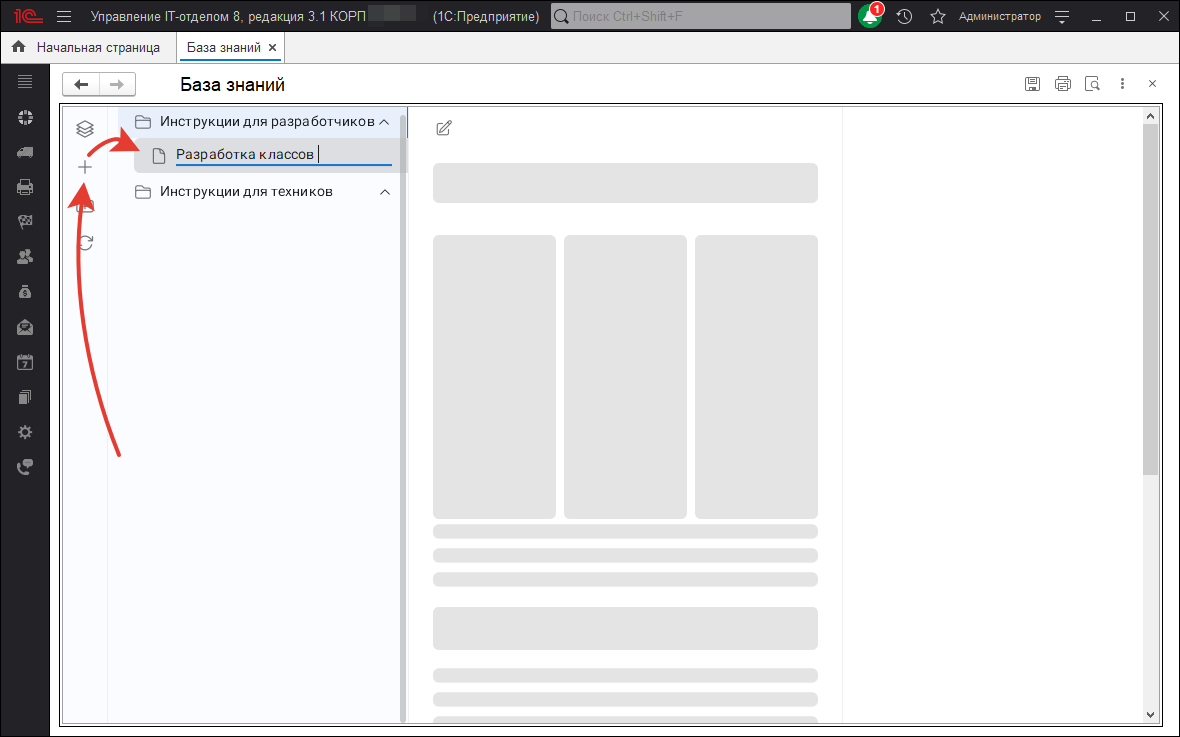 1С Управление IT-отделом 8, редакция 3.1 КОРП (1С:Предприятие) Поиск Ctrl+Shift+F 1 Администратор
Начальная страница База знаний
База знаний
Инструкции для разработчиков
Разработка классов
Инструкции для техников
7